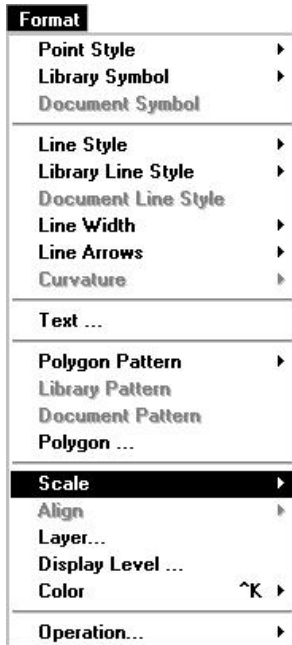 Format
Point Style
Library Symbol
Document Symbol
Line Style
Library Line Style
Document Line Style
Line Width
Line Arrows
Curvature
Text ...
Polygon Pattern
Library Pattern
Document Pattern
Polygon ...
Scale
Align
Layer...
Display Level ...
Color ^K
Operation...